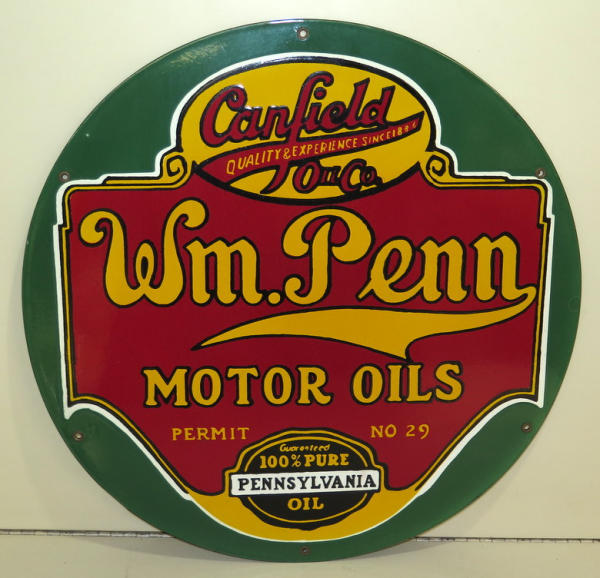 Canfield
QUALITY & EXPERIENCE SINCE 1886
OIL Co.
Wm. Penn
MOTOR OILS
PERMIT NO 29
Guaranteed
100% PURE
PENNSYLVANIA
OIL